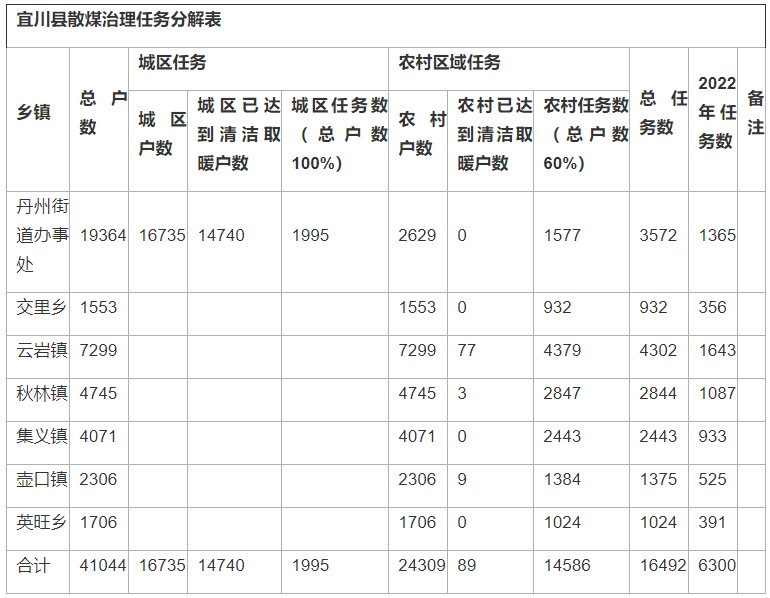 宜川县散煤治理任务分解表
乡镇 总户数 城区任务 农村区域任务 总任务数 2022年任务数 备注
城区户数 城区已达到清洁取暖户数 城区任务数（总户数100%） 农村户数 农村已达到清洁取暖户数 农村任务数（总户数60%）
丹州街道办事处 19364 16735 14740 1995 2629 0 1577 3572 1365
交里乡 1553 1553 0 932 932 356
云岩镇 7299 7299 77 4379 4302 1643
秋林镇 4745 4745 3 2847 2844 1087
集义镇 4071 4071 0 2443 2443 933
壶口镇 2306 2306 9 1384 1375 525
英旺乡 1706 1706 0 1024 1024 391
合计 41044 16735 14740 1995 24309 89 14586 16492 6300